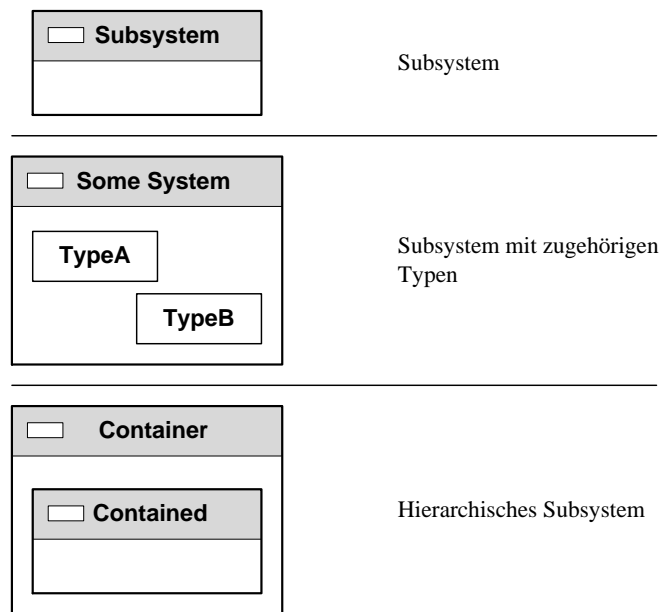 Subsystem
Subsystem
Some System
TypeA
TypeB
Subsystem mit zugehörigen
Typen
Container
Contained
Hierarchisches Subsystem